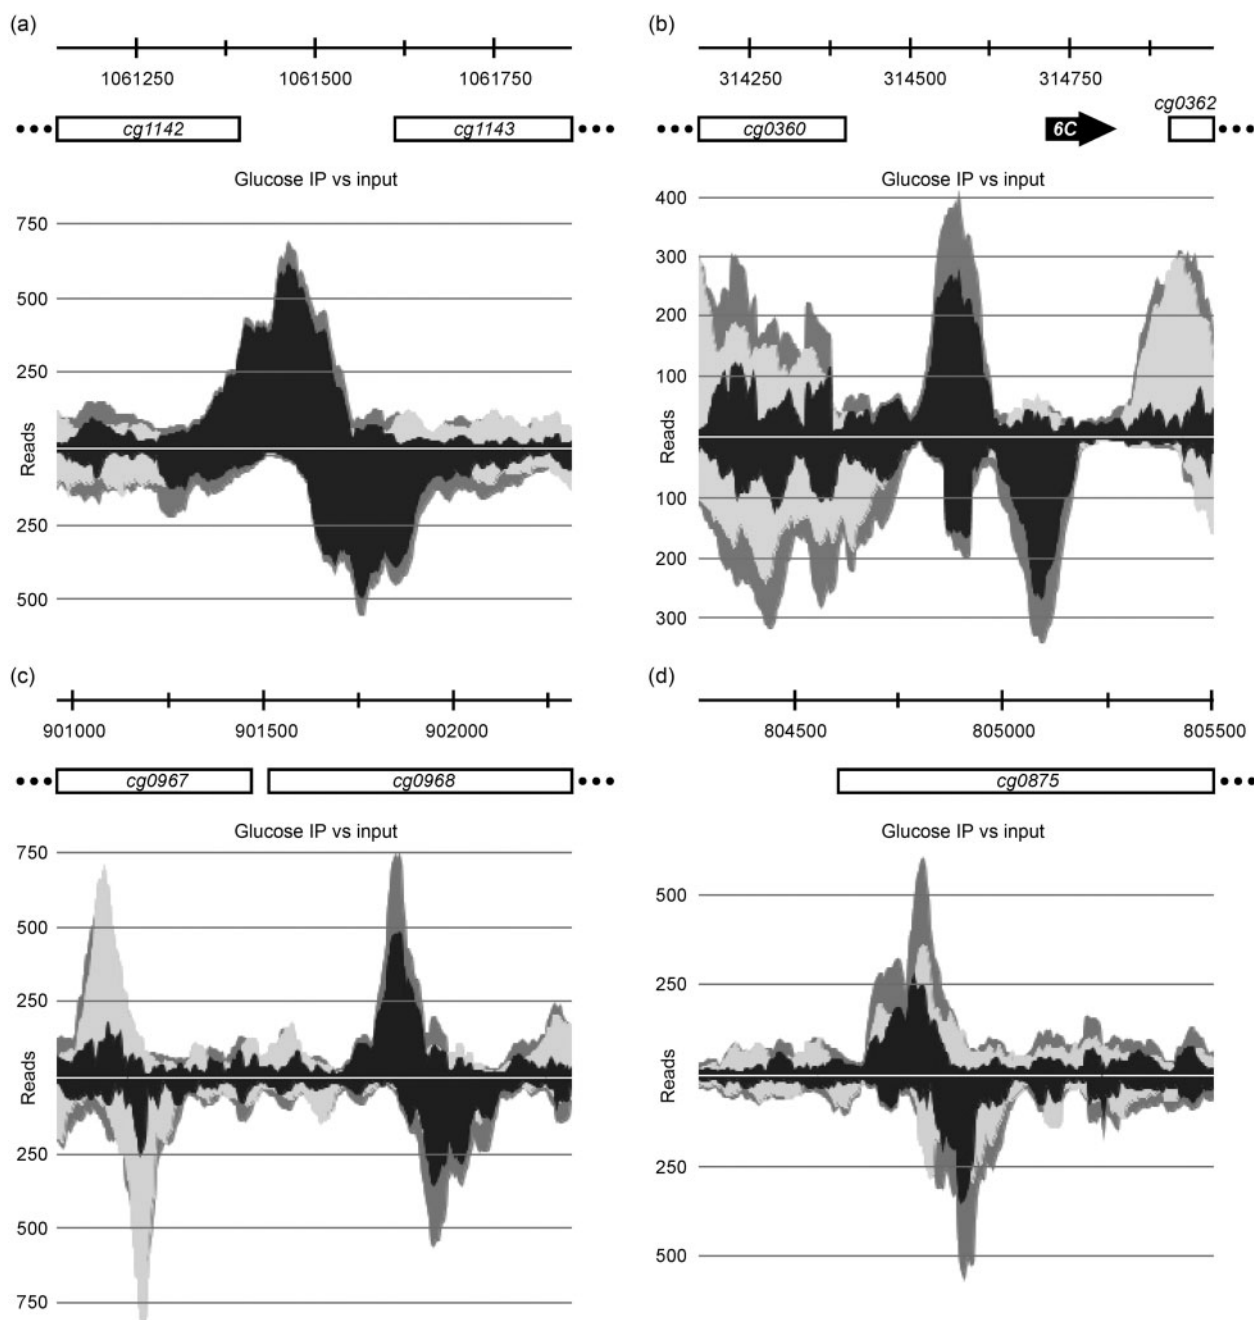 (a)
1061250 1061500 1061750
cg1142 cg1143
Glucose IP vs input
750
500
250
Reads
250
500
(b)
314250 314500 314750
cg0362
cg0360 6C
Glucose IP vs input
400
300
200
100
Reads
100
200
300
(c)
901000 901500 902000
cg0967 cg0968
Glucose IP vs input
750
500
250
Reads
250
500
750
(d)
804500 805000 805500
cg0875
Glucose IP vs input
500
250
Reads
250
500